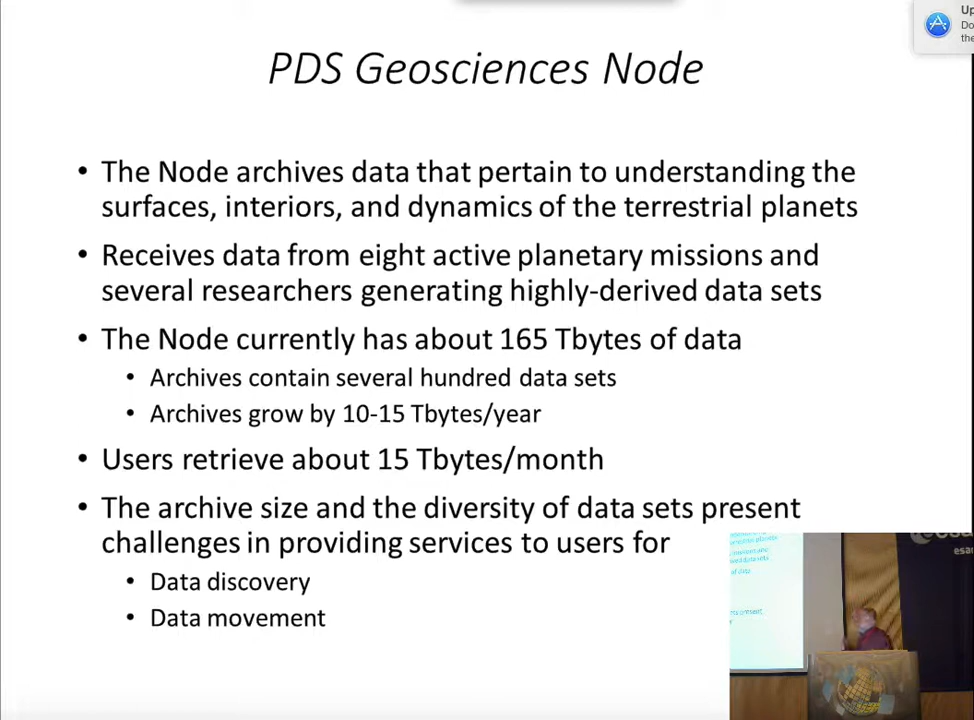 Up
Do
the
PDS Geosciences Node
• The Node archives data that pertain to understanding the
surfaces, interiors, and dynamics of the terrestrial planets
• Receives data from eight active planetary missions and
several researchers generating highly-derived data sets
• The Node currently has about 165 Tbytes of data
• Archives contain several hundred data sets
• Archives grow by 10-15 Tbytes/year
• Users retrieve about 15 Tbytes/month
• The archive size and the diversity of data sets present
challenges in providing services to users for
• Data discovery
• Data movement
esa